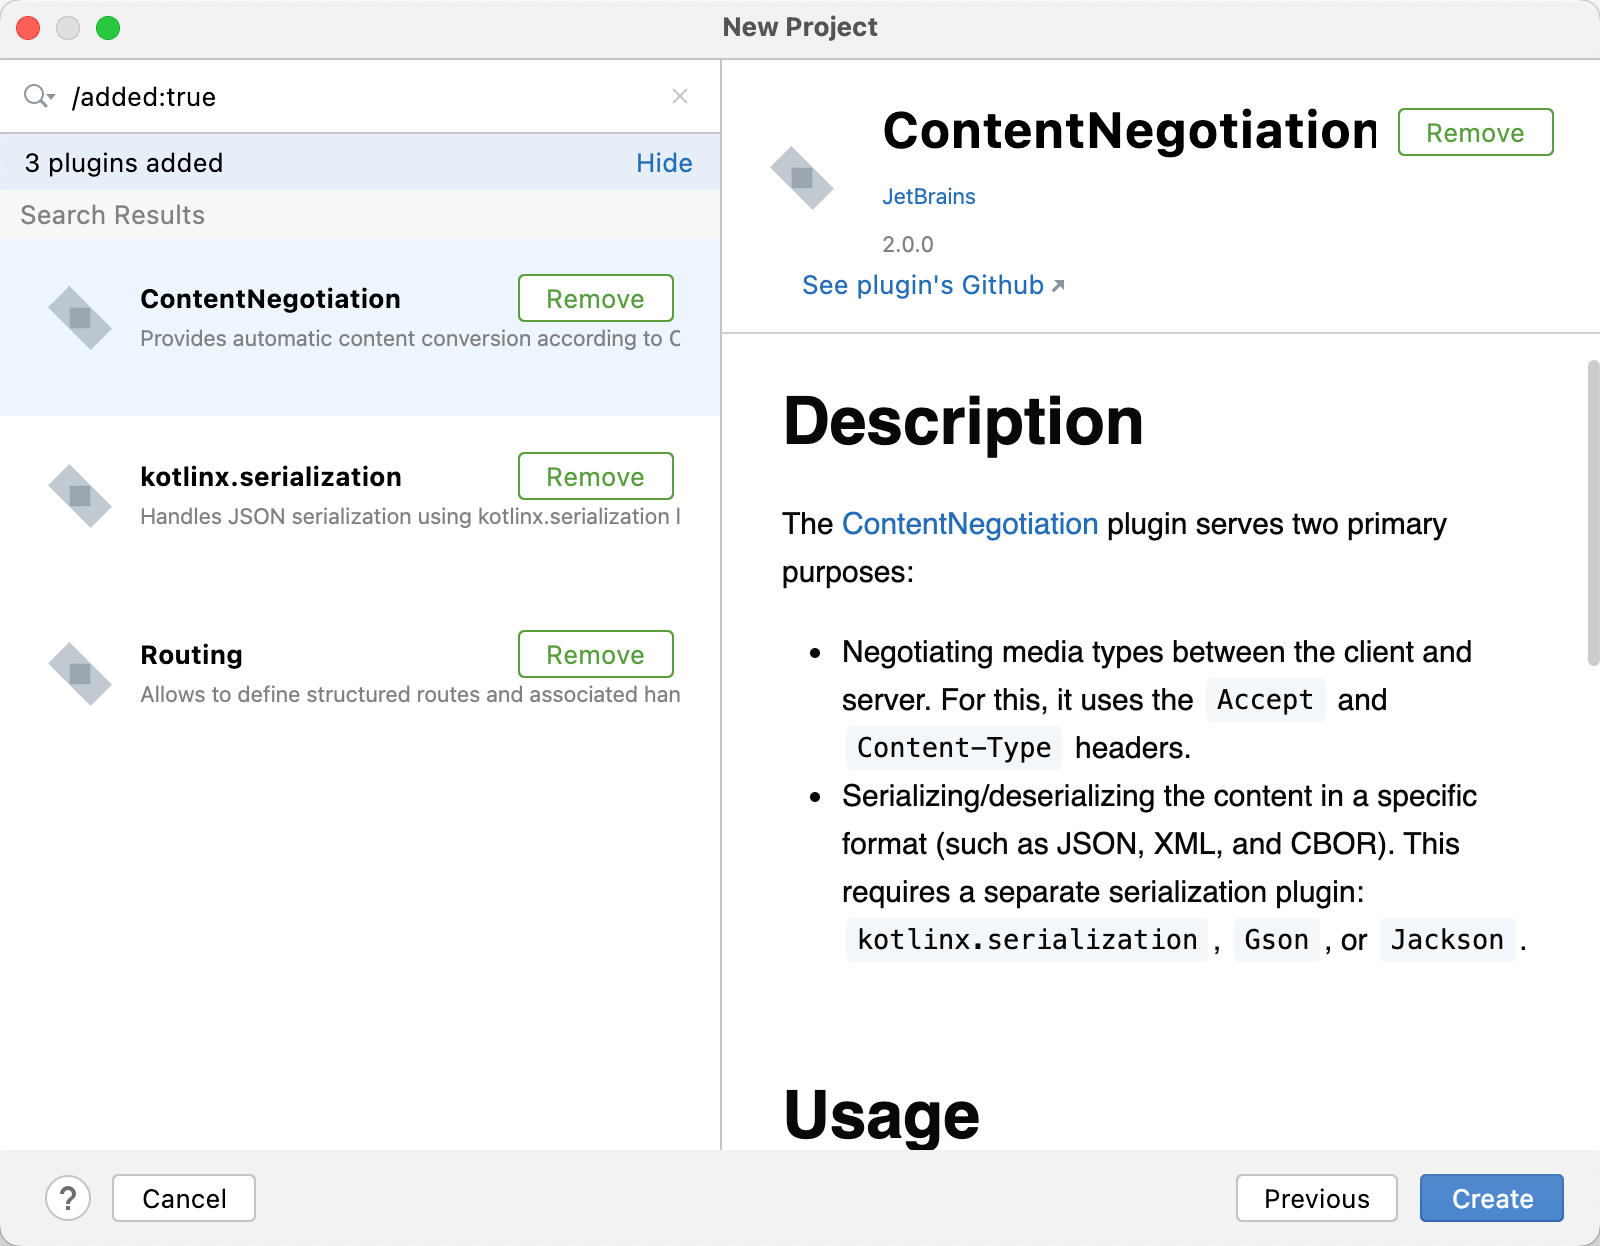 New Project
/added:true
3 plugins added Hide
Search Results
ContentNegotiation Remove
Provides automatic content conversion according to C
kotlinx.serialization Remove
Handles JSON serialization using kotlinx.serialization l
Routing Remove
Allows to define structured routes and associated han
ContentNegotiation Remove
JetBrains
2.0.0
See plugin's Github
Description
The ContentNegotiation plugin serves two primary
purposes:
• Negotiating media types between the client and
server. For this, it uses the Accept and
Content-Type headers.
• Serializing/deserializing the content in a specific
format (such as JSON, XML, and CBOR). This
requires a separate serialization plugin:
kotlinx.serialization, Gson, or Jackson.
Usage
? Cancel Previous Create